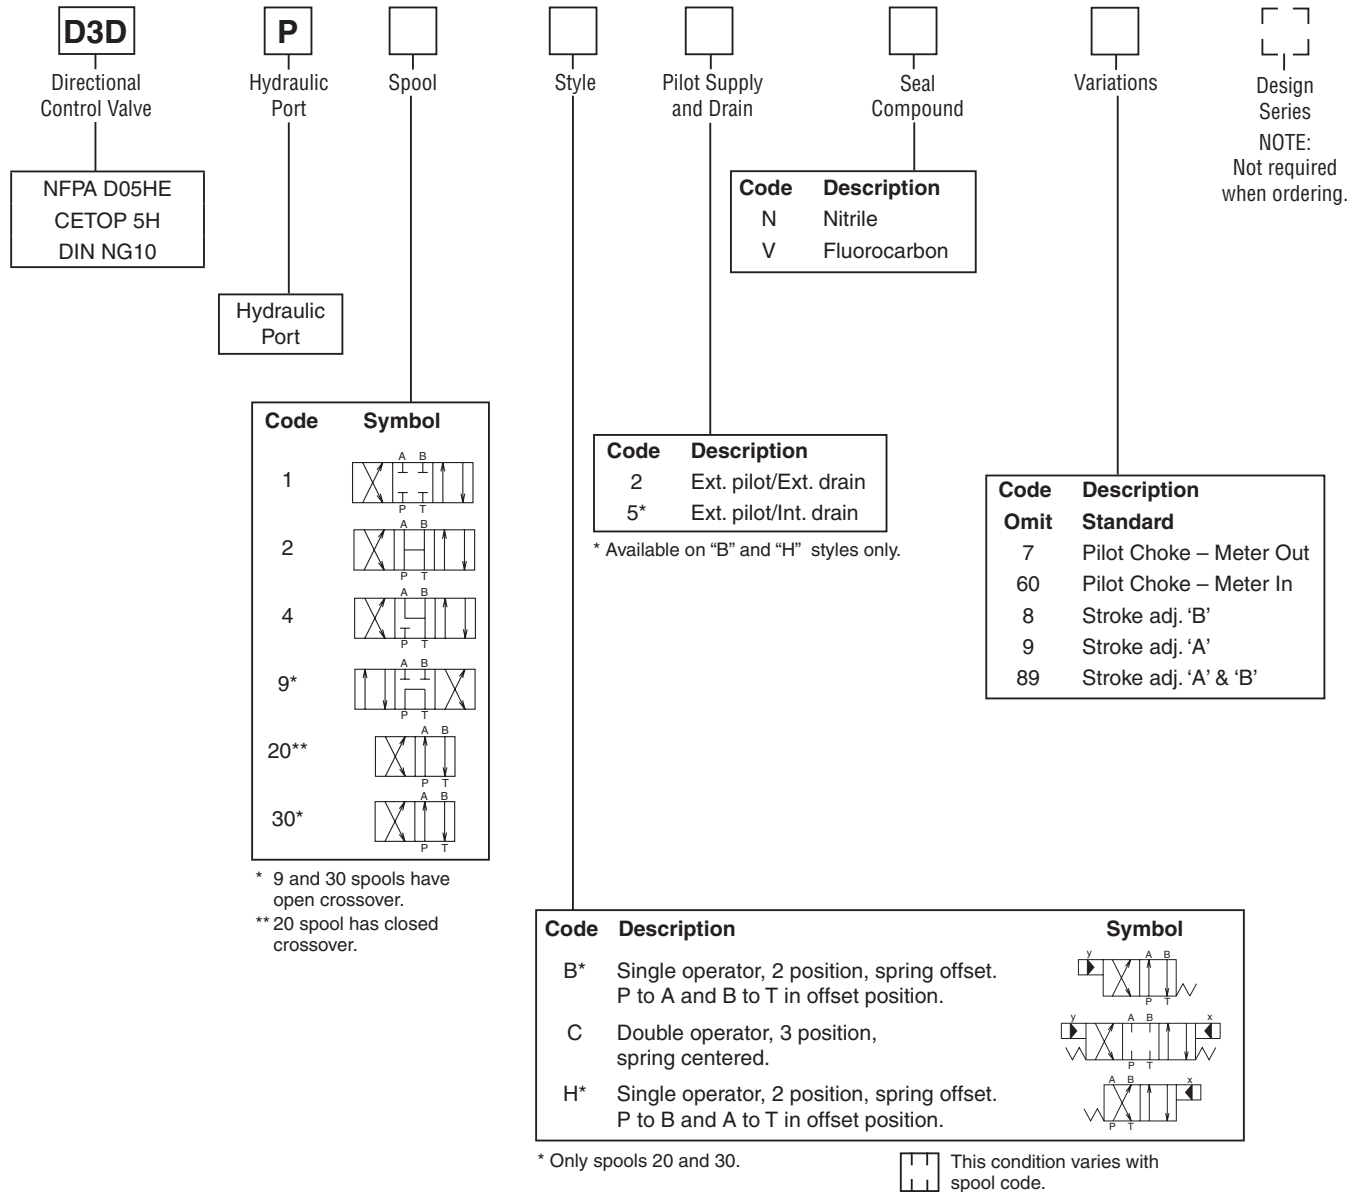 D3D
P
Directional
Control Valve
Hydraulic
Port
Spool
Style
Pilot Supply
and Drain
Seal
Compound
Variations
Design
Series
NOTE:
Not required
when ordering.
NFPA D05HE
CETOP 5H
DIN NG10
Code Description
N Nitrile
V Fluorocarbon
Hydraulic
Port
Code Symbol
A B
1
P T
A B
2
P T
A B
4
P T
A B
9*
P T
A B
20**
P T
A B
30*
P T
* 9 and 30 spools have
open crossover.
** 20 spool has closed
crossover.
Code Description
2 Ext. pilot/Ext. drain
5* Ext. pilot/Int. drain
* Available on “B” and “H” styles only.
Code Description
Omit Standard
7 Pilot Choke – Meter Out
60 Pilot Choke – Meter In
8 Stroke adj. ‘B’
9 Stroke adj. ‘A’
89 Stroke adj. ‘A’ & ‘B’
Code Description Symbol
B* Single operator, 2 position, spring offset.
P to A and B to T in offset position.
y A B
P T
C Double operator, 3 position,
spring centered.
y A B x
P T
H* Single operator, 2 position, spring offset.
P to B and A to T in offset position.
A B x
P T
* Only spools 20 and 30.
This condition varies with
spool code.